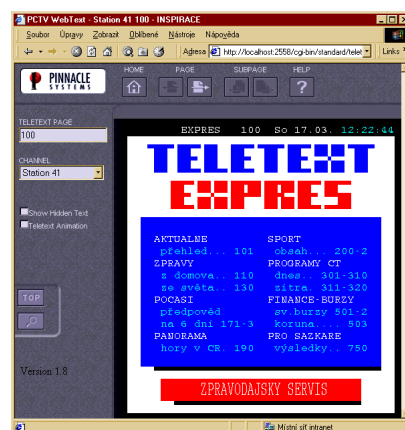 PCTV WebText - Station 41 100 - INSPIRACE
Soubor Úpravy Zobrazit Oblíbené Nástroje Nápověda
Adresa http://localhost:2558/cgi-bin/standard/telet Links
HOME PAGE SUBPAGE HELP
PINNACLE
SYSTEMS
TELETEXT PAGE
100
CHANNEL
Station 41
Show Hidden Text
Teletext Animation
TOP
Version 1.8
EXPRES 100 So 17.03. 12:22:44
TELETEXT
EXPRES
AKTUALNE SPORT
přehled... 101 obsah... 200-2
ZPRAVY PROGRAMY CT
z domova.. 110 dnes.. 301-310
ze světa.. 130 zítra. 311-320
POCASI FINANCE-BURZY
předpověd sv.burzy 501-2
na 6 dní 171-3 koruna.... 503
PANORAMA PRO SAZKARE
hory v CR. 190 výsledky.. 750
ZPRAVODAJSKY SERVIS
Místní síť intranet